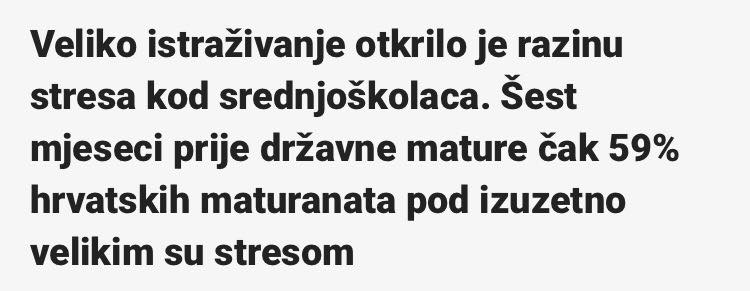 Veliko istraživanje otkrilo je razinu
stresa kod srednjoškolaca. Šest
mjeseci prije državne mature čak 59%
hrvatskih maturanata pod izuzetno
velikim su stresom